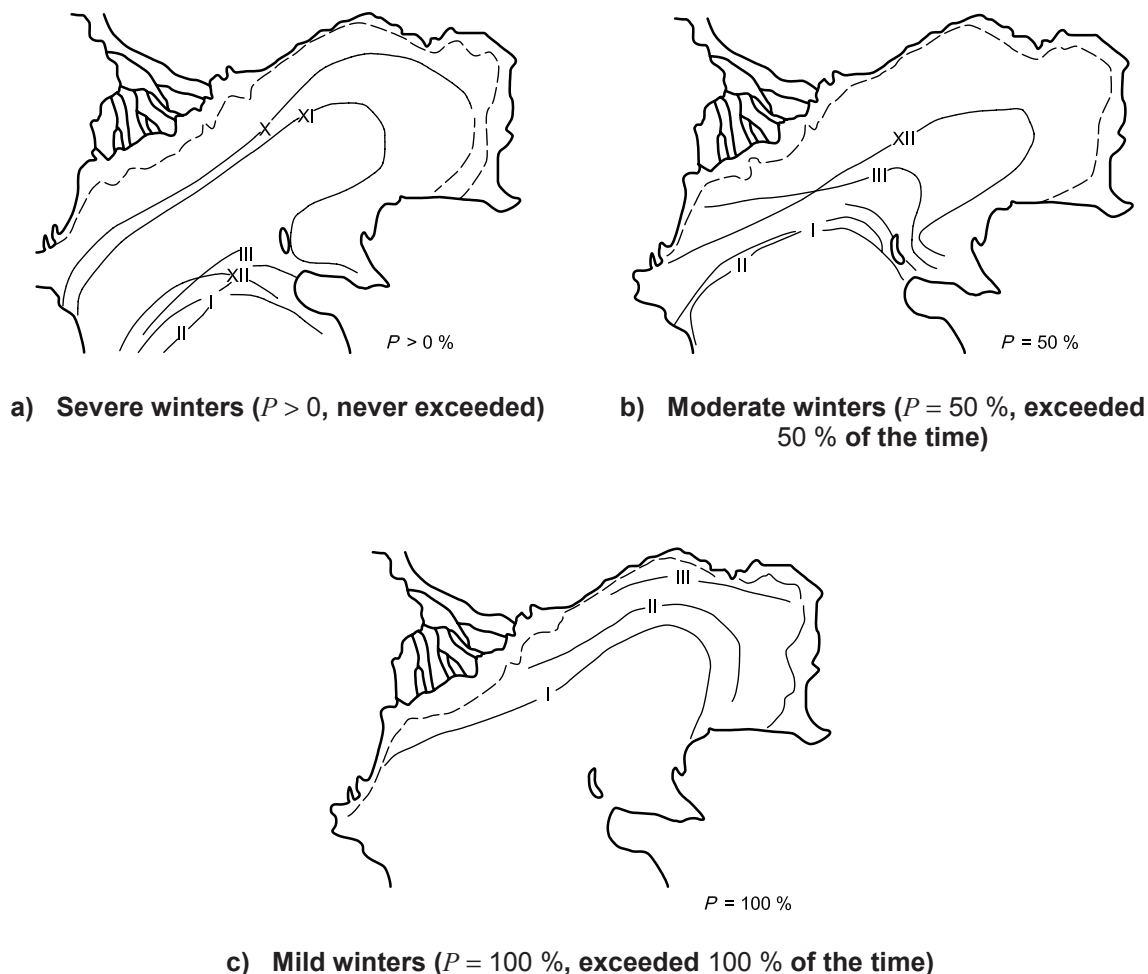 X
XI
III
XII
I
II
P > 0 %
a) Severe winters (P > 0, never exceeded)
XII
III
I
II
P = 50 %
b) Moderate winters (P = 50 %, exceeded
50 % of the time)
III
II
I
P = 100 %
c) Mild winters (P = 100 %, exceeded 100 % of the time)